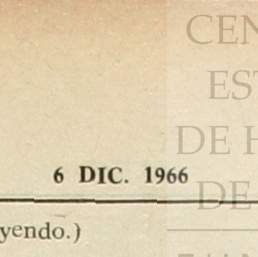 CEN
EST
DE H
6 DIC. 1966
DE
yendo.)